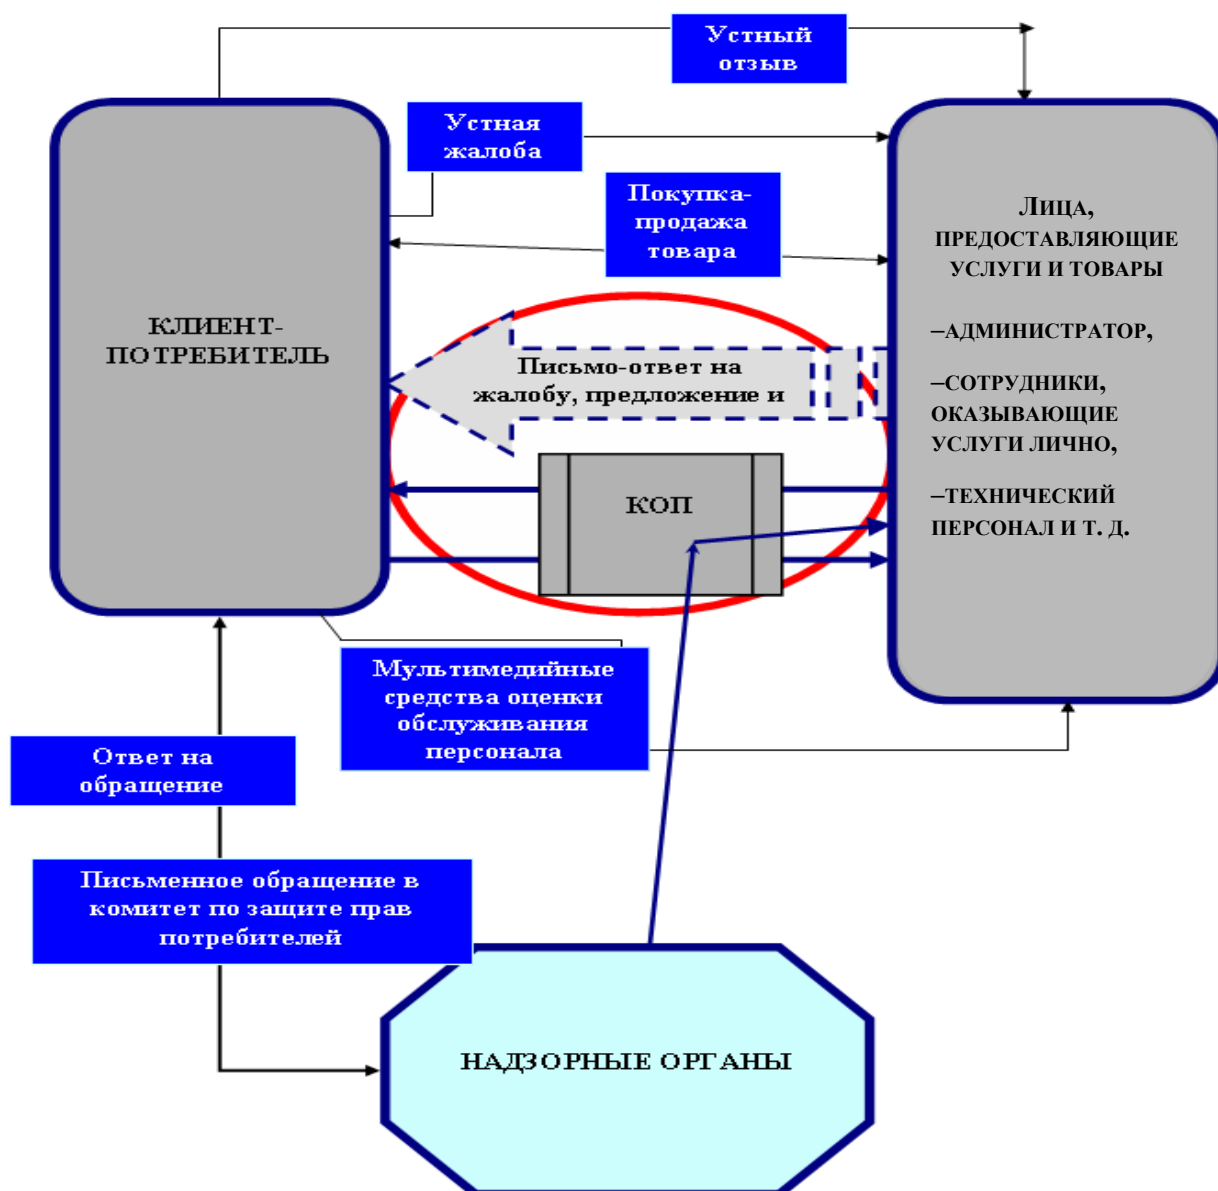 Устный
отзыв
Устная
жалоба
Покупка-
продажа
товара
КЛИЕНТ-
ПОТРЕБИТЕЛЬ
Лица,
предоставляющие
услуги и товары
–администратор,
–сотрудники,
оказывающие
услуги лично,
–технический
персонал и т. д.
Письмо-ответ на
жалобу, предложение и
КОП
Мультимедийные
средства оценки
обслуживания
персонала
Ответ на
обращение
Письменное обращение в
комитет по защите прав
потребителей
НАДЗОРНЫЕ ОРГАНЫ